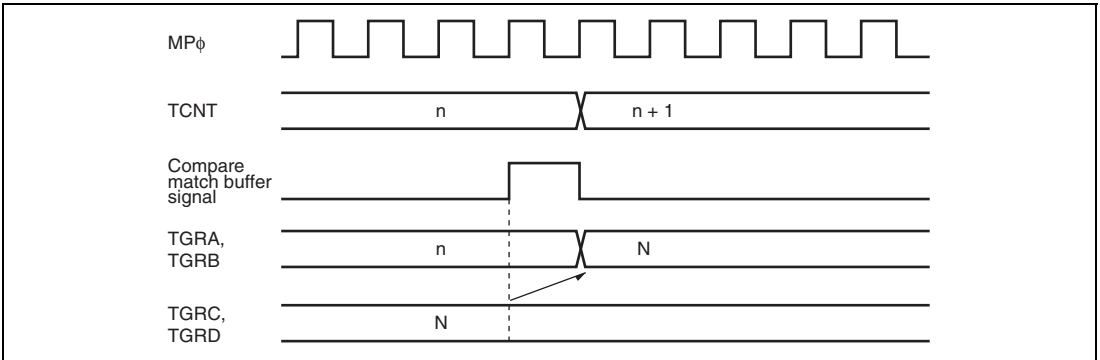 MPϕ
TCNT
n
n + 1
Compare
match buffer
signal
TGRA,
TGRB
n
N
TGRC,
TGRD
N